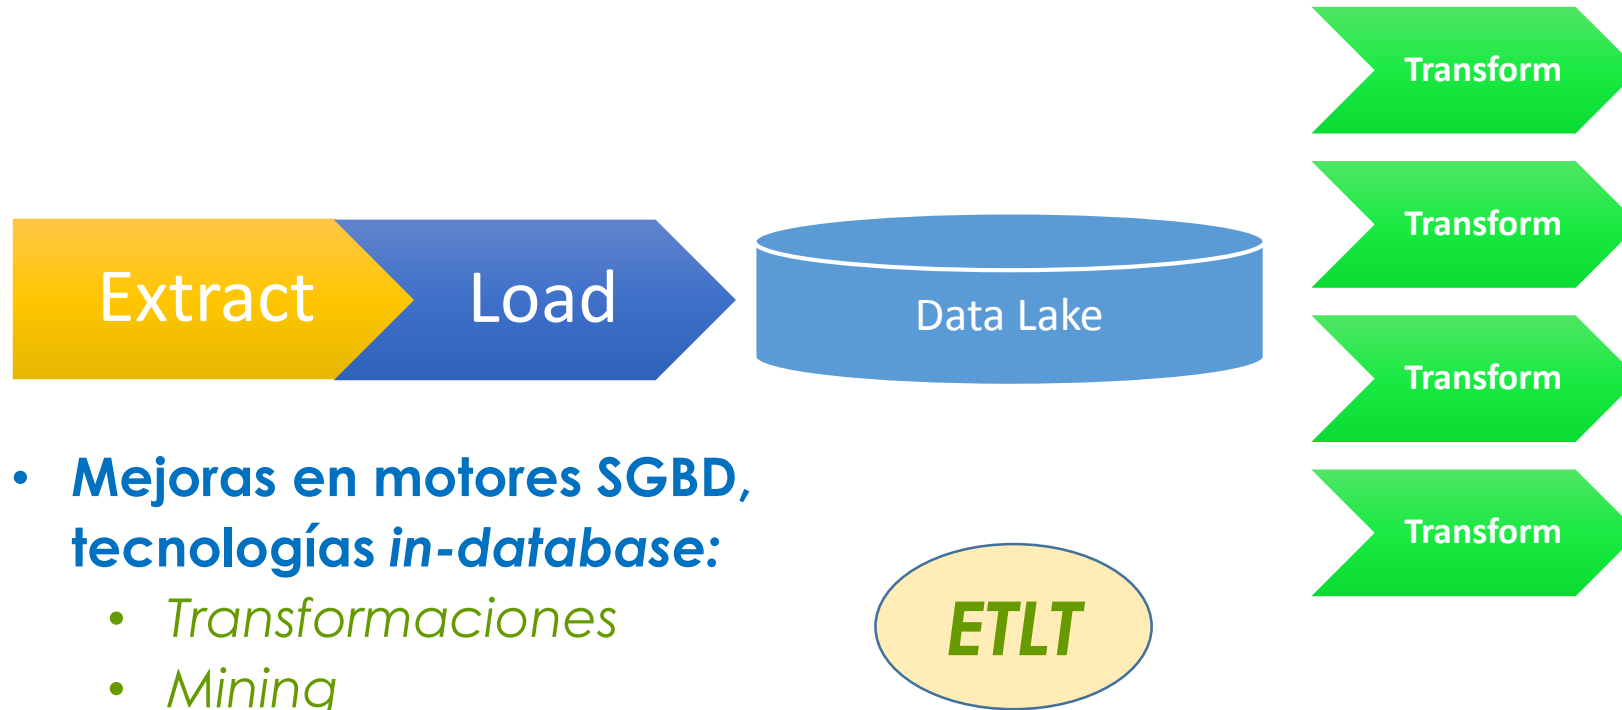 Transform
Transform
Extract
Load
Data Lake
Transform
Transform
• Mejoras en motores SGBD,
tecnologías in-database:
• Transformaciones
• Mining
ETLT